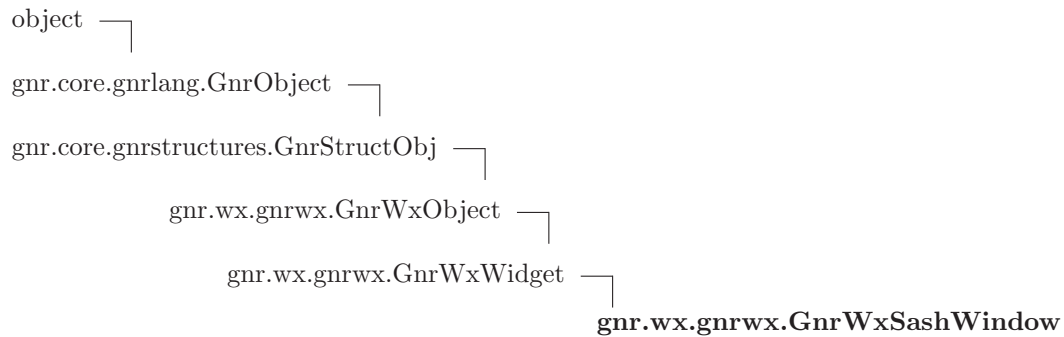 object
gnr.core.gnrlang.GnrObject
gnr.core.gnrstructures.GnrStructObj
gnr.wx.gnrwx.GnrWxObject
gnr.wx.gnrwx.GnrWxWidget
gnr.wx.gnrwx.GnrWxSashWindow